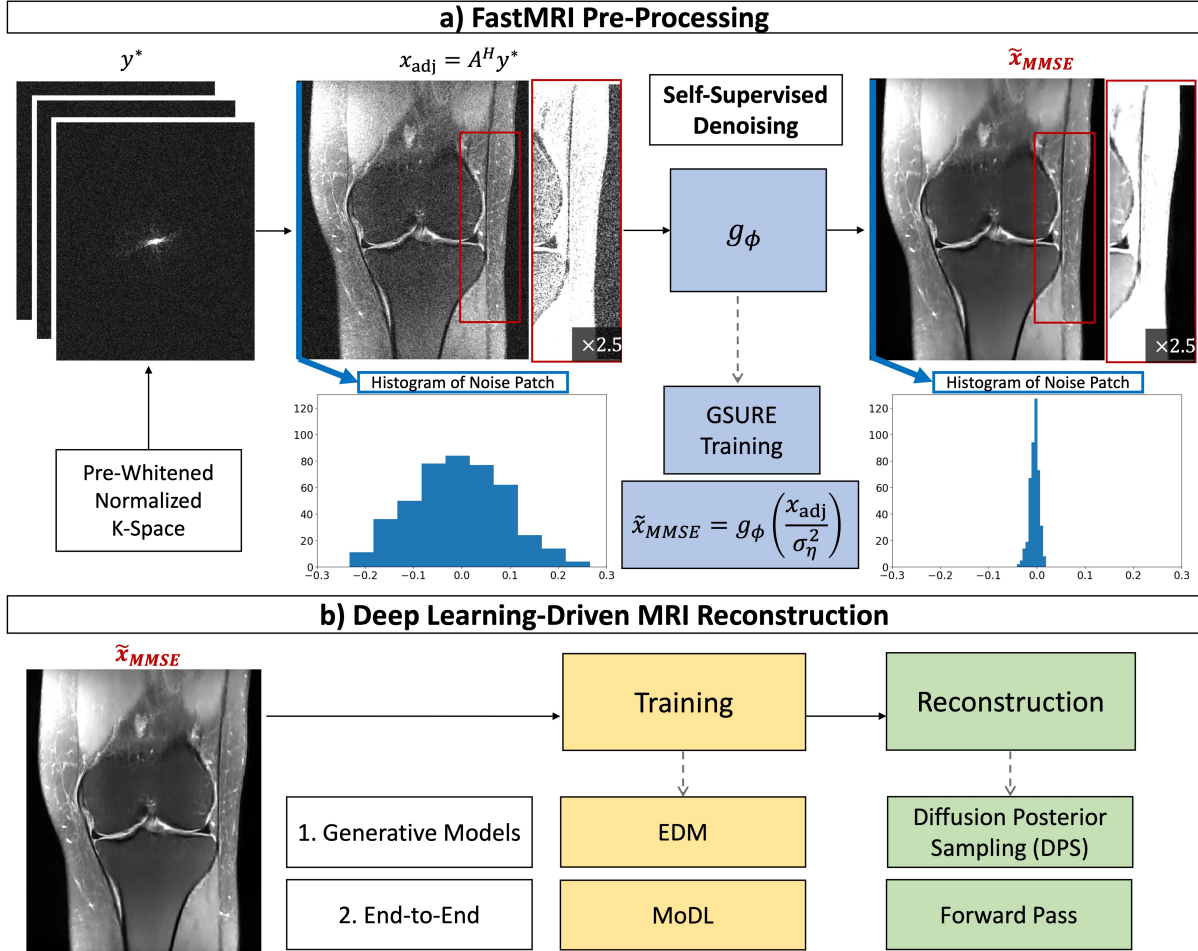 a) FastMRI Pre-Processing
y*
x_adj = A^H y*
x̃_MMSE
Self-Supervised
Denoising
g_ϕ
×2.5
×2.5
Histogram of Noise Patch
Histogram of Noise Patch
Pre-Whitened
Normalized
K-Space
120
100
80
60
40
20
0
−0.3 −0.2 −0.1 0.0 0.1 0.2 0.3
GSURE
Training
x̃_MMSE = g_ϕ (x_adj / σ_η^2)
120
100
80
60
40
20
0
−0.3 −0.2 −0.1 0.0 0.1 0.2 0.3
b) Deep Learning-Driven MRI Reconstruction
x̃_MMSE
Training
Reconstruction
1. Generative Models
EDM
Diffusion Posterior
Sampling (DPS)
2. End-to-End
MoDL
Forward Pass